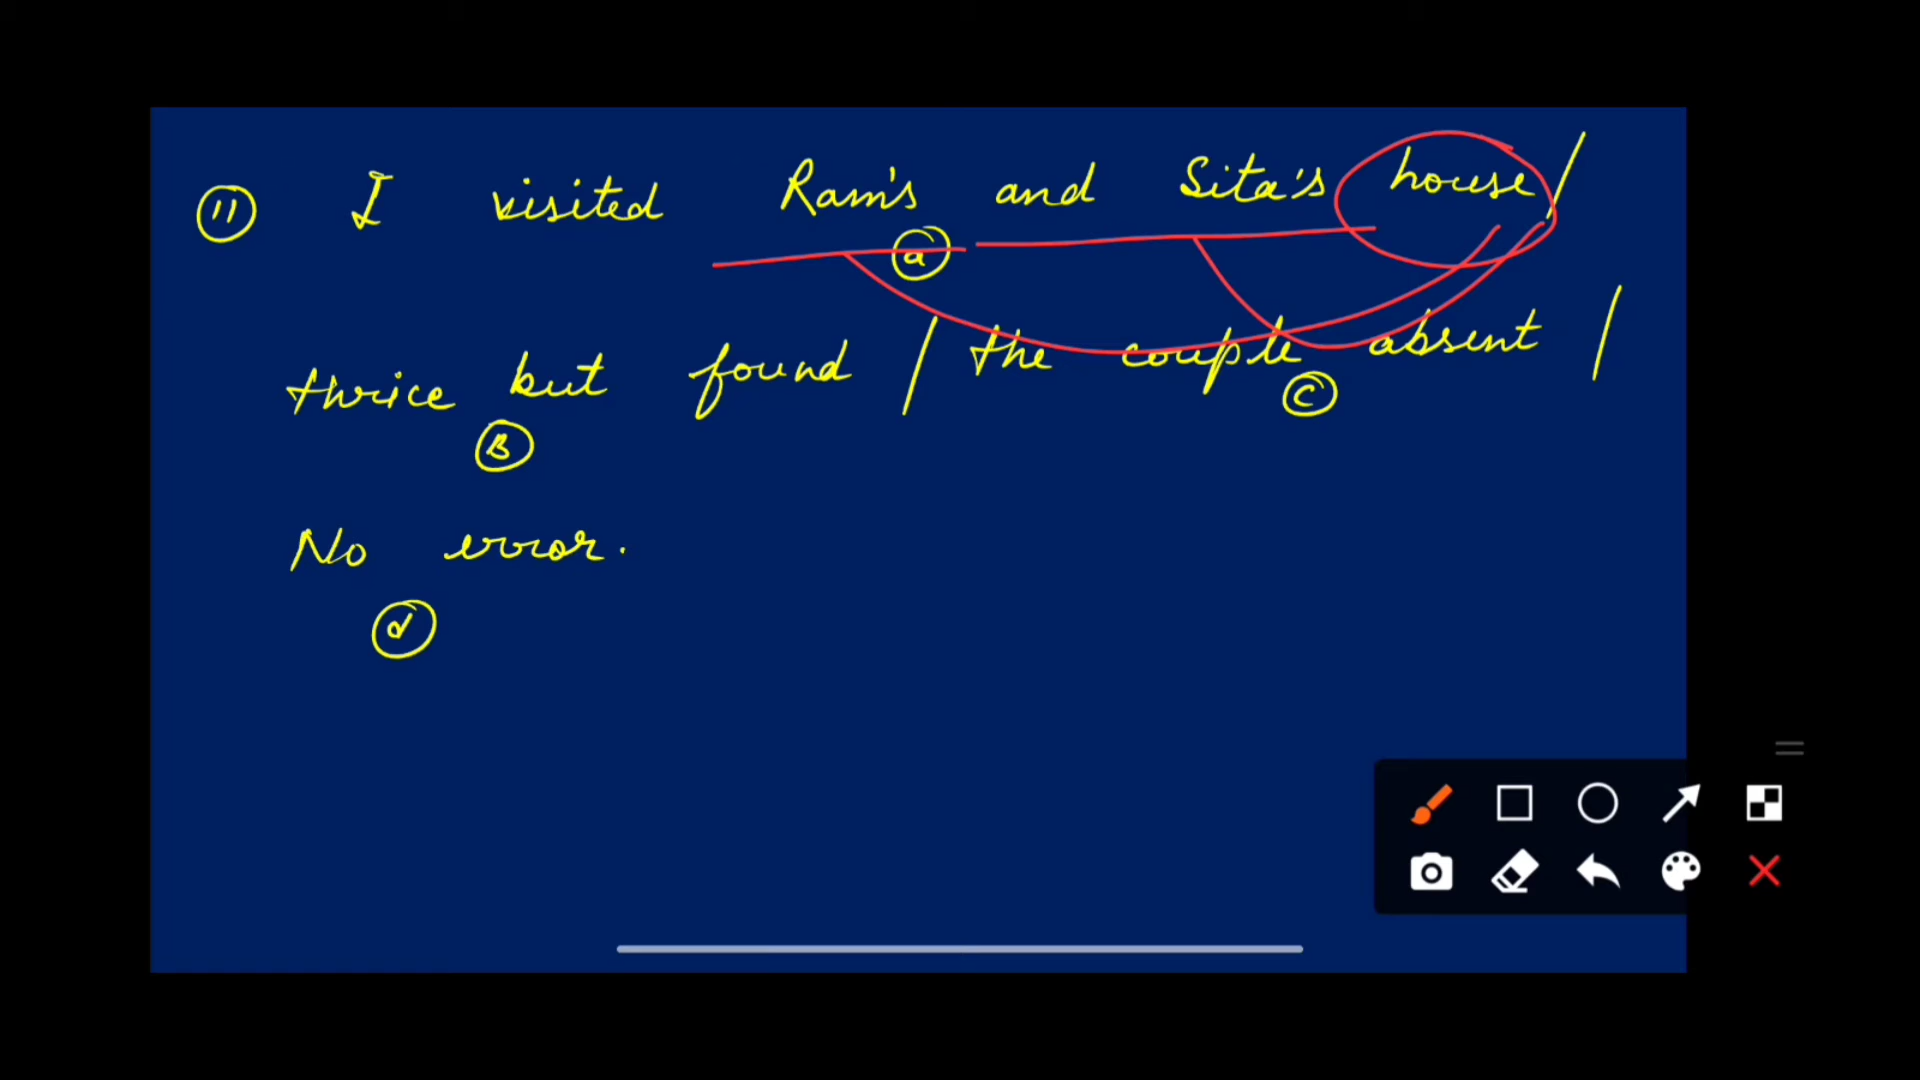 11 I visited Ram's and Sita's house/
a
thrice but found / the couple absent /
B C
No error.
d